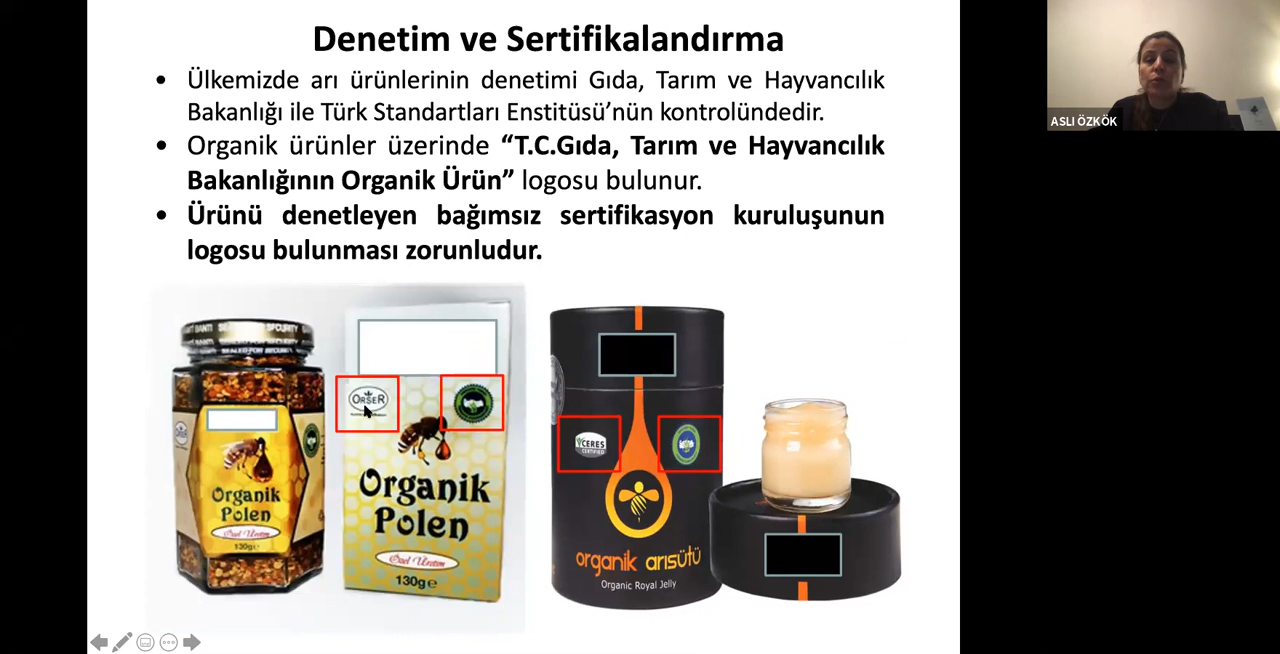 Denetim ve Sertifikalandırma
• Ülkemizde arı ürünlerinin denetimi Gıda, Tarım ve Hayvancılık
Bakanlığı ile Türk Standartları Enstitüsü’nün kontrolündedir.
• Organik ürünler üzerinde “T.C.Gıda, Tarım ve Hayvancılık
Bakanlığının Organik Ürün” logosu bulunur.
• Ürünü denetleyen bağımsız sertifikasyon kuruluşunun
logosu bulunması zorunludur.
ASLI ÖZKÖK
Organik
Polen
Özel Üretim
130g e
ORSER
Organik
Polen
Özel Üretim
130g e
CERES
CERTIFIED
organik arısütü
Organic Royal Jelly